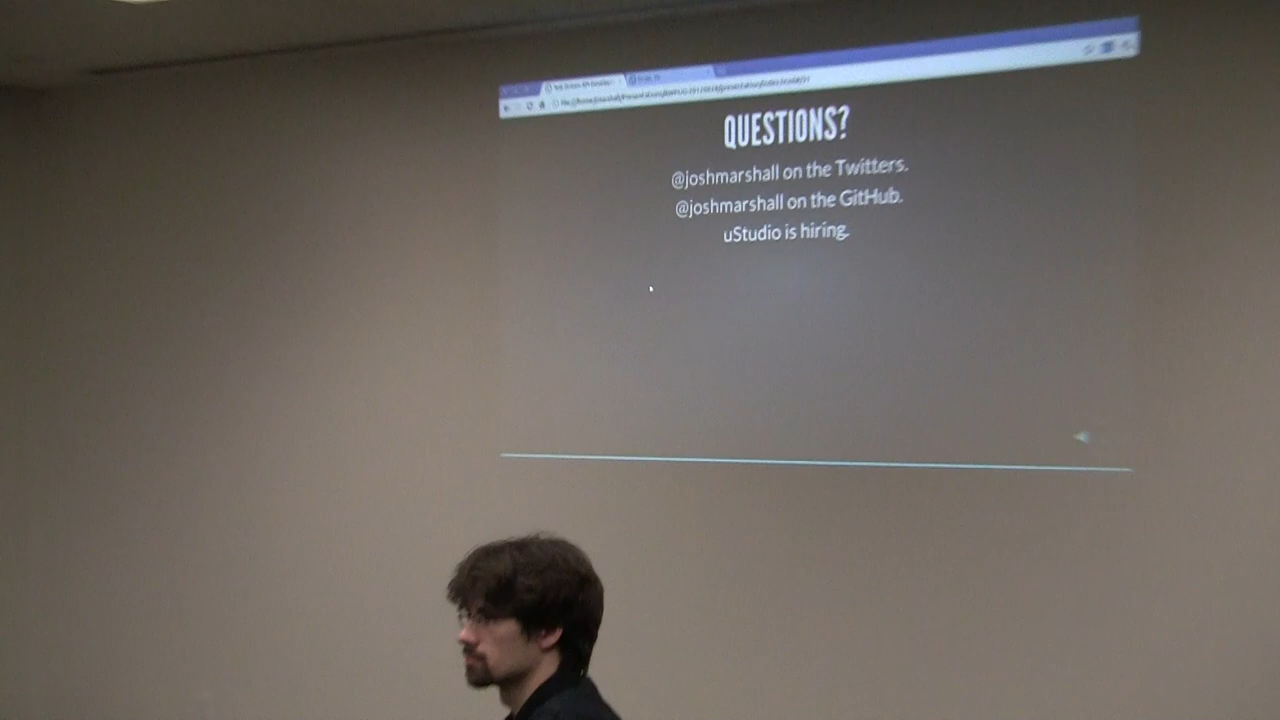 QUESTIONS?
@joshmarshall on the Twitters.
@joshmarshall on the GitHub.
uStudio is hiring.